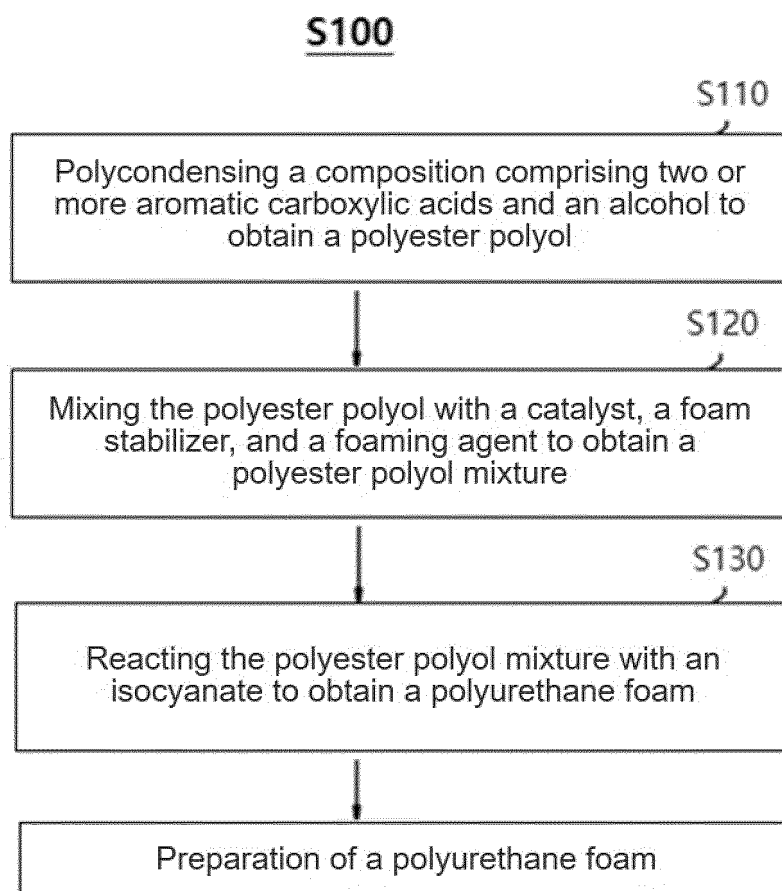 S100
S110
Polycondensing a composition comprising two or
more aromatic carboxylic acids and an alcohol to
obtain a polyester polyol
S120
Mixing the polyester polyol with a catalyst, a foam
stabilizer, and a foaming agent to obtain a
polyester polyol mixture
S130
Reacting the polyester polyol mixture with an
isocyanate to obtain a polyurethane foam
Preparation of a polyurethane foam